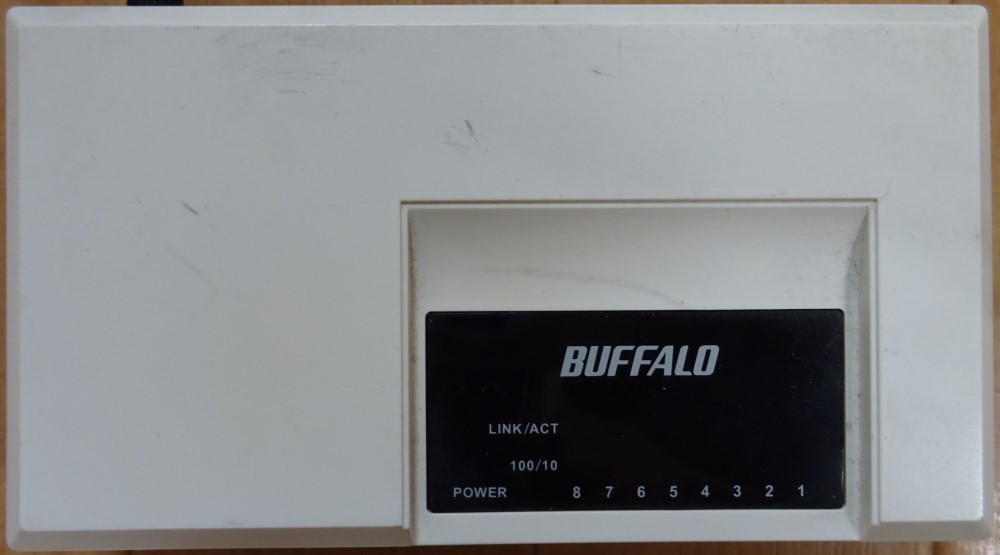 BUFFALO
LINK/ACT
100/10
POWER 8 7 6 5 4 3 2 1